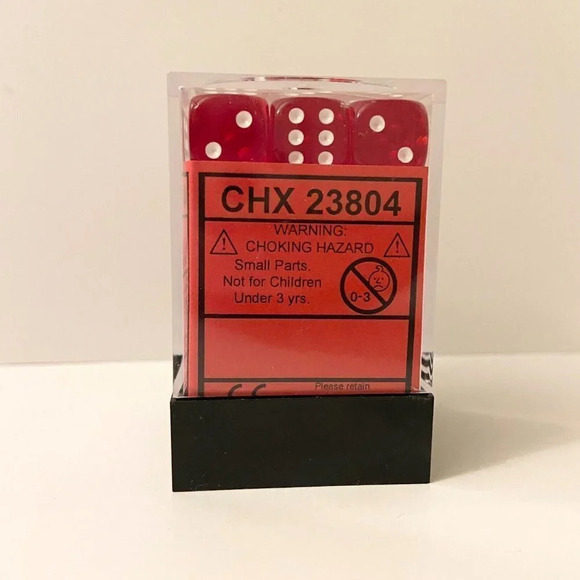 CHX 23804
WARNING:
CHOKING HAZARD
Small Parts.
Not for Children
Under 3 yrs.
0-3
CE
Please retain